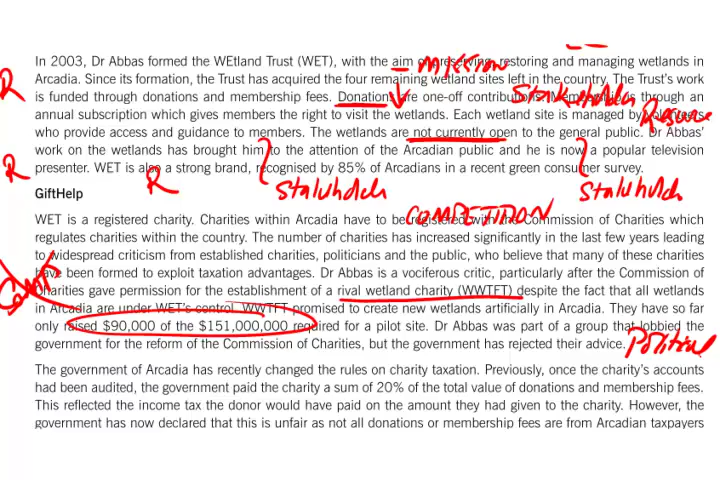 In 2003, Dr Abbas formed the WEtland Trust (WET), with the aim of preserving, restoring and managing wetlands in
MISSION
R
Arcadia. Since its formation, the Trust has acquired the four remaining wetland sites left in the country. The Trust's work
is funded through donations and membership fees. Donations are one-off contributions. Membership is through an
Stakeholder
annual subscription which gives members the right to visit the wetlands. Each wetland site is managed by volunteers
Resource
who provide access and guidance to members. The wetlands are not currently open to the general public. Dr Abbas'
work on the wetlands has brought him to the attention of the Arcadian public and he is now a popular television
R
presenter. WET is also a strong brand, recognised by 85% of Arcadians in a recent green consumer survey.
R
GiftHelp
WET is a registered charity. Charities within Arcadia have to be registered with the Commission of Charities which
COMPETITION
regulates charities within the country. The number of charities has increased significantly in the last few years leading
to widespread criticism from established charities, politicians and the public, who believe that many of these charities
have been formed to exploit taxation advantages. Dr Abbas is a vociferous critic, particularly after the Commission of
Charities gave permission for the establishment of a rival wetland charity (WWTFT) despite the fact that all wetlands
in Arcadia are under WET's control. WWTFT promised to create new wetlands artificially in Arcadia. They have so far
only raised $90,000 of the $151,000,000 required for a pilot site. Dr Abbas was part of a group that lobbied the
government for the reform of the Commission of Charities, but the government has rejected their advice.
Political
The government of Arcadia has recently changed the rules on charity taxation. Previously, once the charity's accounts
had been audited, the government paid the charity a sum of 20% of the total value of donations and membership fees.
This reflected the income tax the donor would have paid on the amount they had given to the charity. However, the
government has now declared that this is unfair as not all donations or membership fees are from Arcadian taxpayers